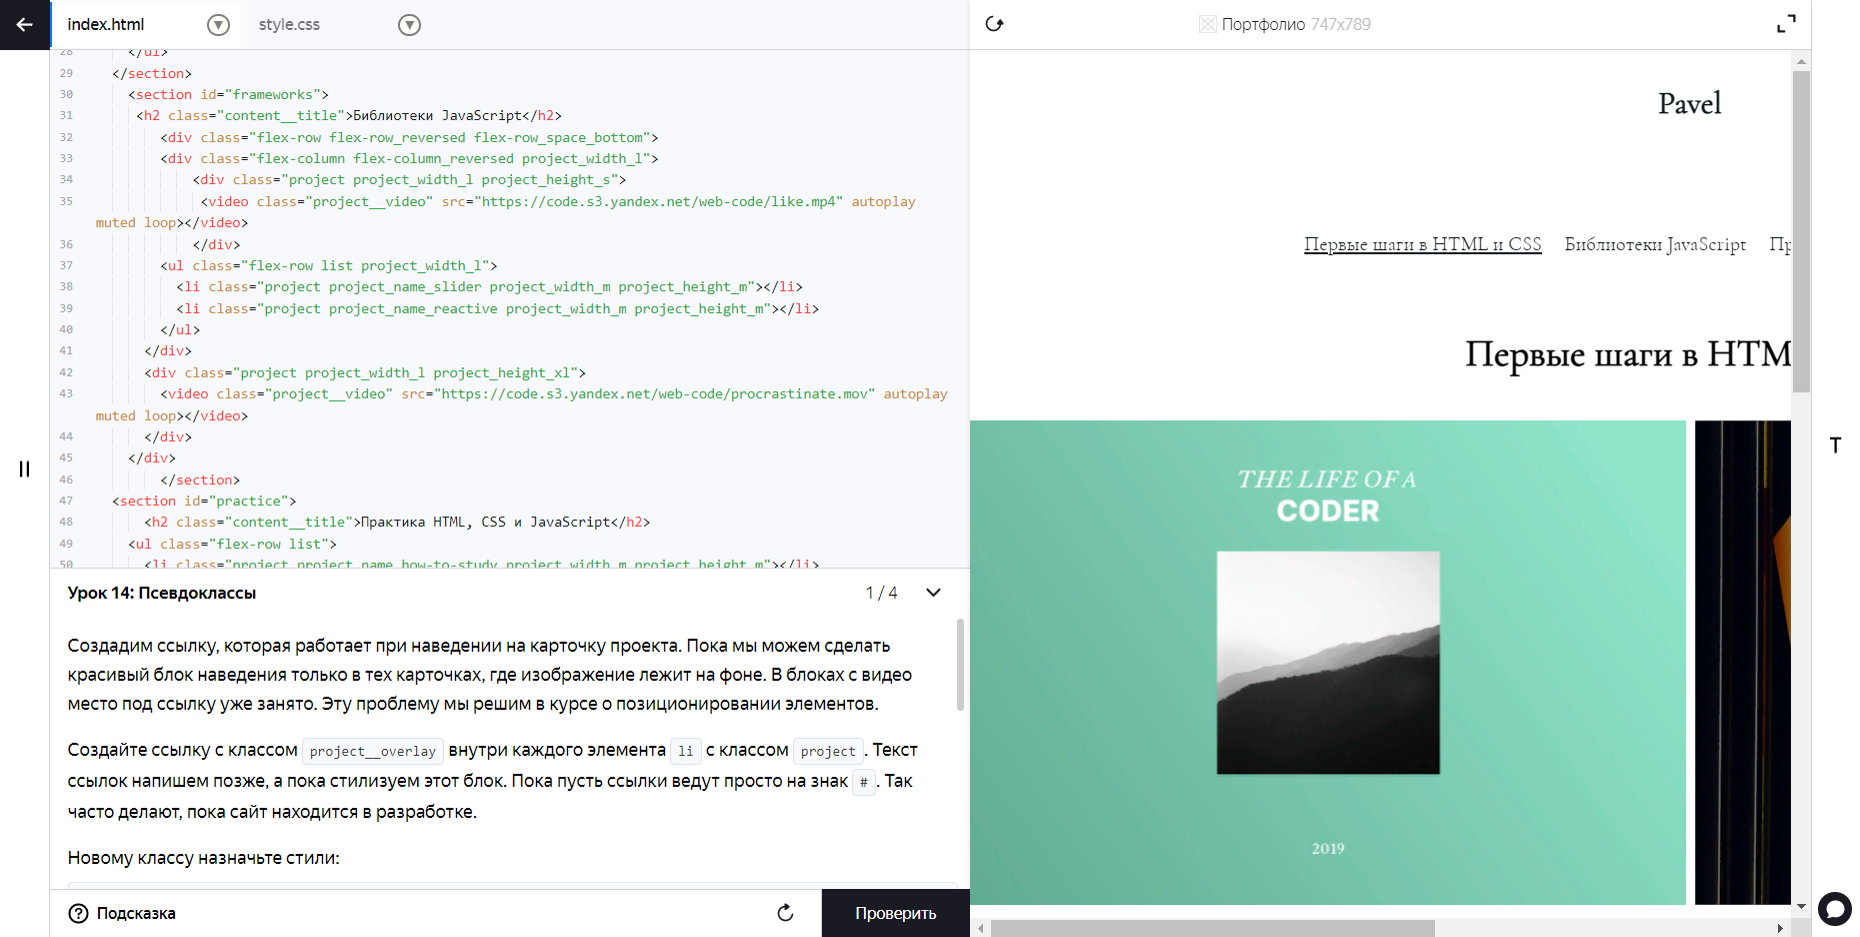 index.html
style.css
Портфолио 747x789
28 </ul>
29 </section>
30 <section id="frameworks">
31 <h2 class="content__title">Библиотеки JavaScript</h2>
32 <div class="flex-row flex-row_reversed flex-row_space_bottom">
33 <div class="flex-column flex-column_reversed project_width_l">
34 <div class="project project_width_l project_height_s">
35 <video class="project__video" src="https://code.s3.yandex.net/web-code/like.mp4" autoplay
muted loop></video>
36 </div>
37 <ul class="flex-row list project_width_l">
38 <li class="project project_name_slider project_width_m project_height_m"></li>
39 <li class="project project_name_reactive project_width_m project_height_m"></li>
40 </ul>
41 </div>
42 <div class="project project_width_l project_height_xl">
43 <video class="project__video" src="https://code.s3.yandex.net/web-code/procrastinate.mov" autoplay
muted loop></video>
44 </div>
45 </div>
46 </section>
47 <section id="practice">
48 <h2 class="content__title">Практика HTML, CSS и JavaScript</h2>
49 <ul class="flex-row list">
50 <li class="project project_name_how-to-study project_width_m project_height_m"></li>
Урок 14: Псевдоклассы
1 / 4
Создадим ссылку, которая работает при наведении на карточку проекта. Пока мы можем сделать
красивый блок наведения только в тех карточках, где изображение лежит на фоне. В блоках с видео
место под ссылку уже занято. Эту проблему мы решим в курсе о позиционировании элементов.
Создайте ссылку с классом project__overlay внутри каждого элемента li с классом project. Текст
ссылок напишем позже, а пока стилизуем этот блок. Пока пусть ссылки ведут просто на знак #. Так
часто делают, пока сайт находится в разработке.
Новому классу назначьте стили:
Подсказка
Проверить
Pavel
Первые шаги в HTML и CSS Библиотеки JavaScript Пр
Первые шаги в HTM
THE LIFE OF A
CODER
2019
T